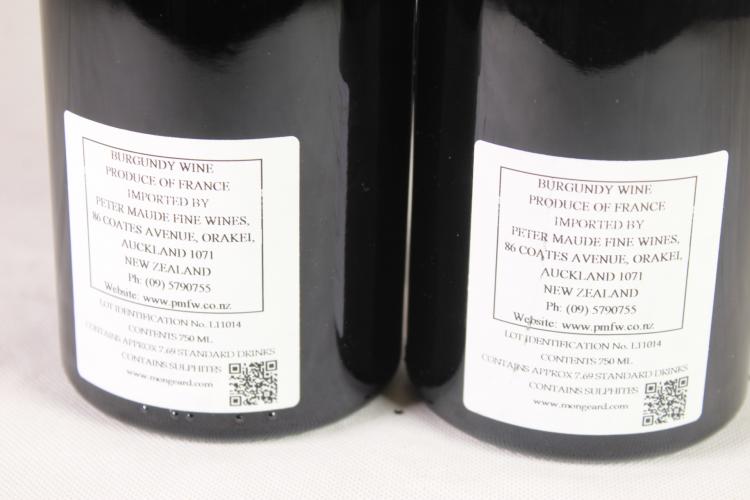 BURGUNDY WINE
PRODUCE OF FRANCE
IMPORTED BY
PETER MAUDE FINE WINES,
86 COATES AVENUE, ORAKEI,
AUCKLAND 1071
NEW ZEALAND
Ph: (09) 5790755
Website: www.pmfw.co.nz
LOT IDENTIFICATION No. L11014
CONTENTS 750 ML
CONTAINS APPROX 7.69 STANDARD DRINKS
CONTAINS SULPHITES
www.mongeard.com
BURGUNDY WINE
PRODUCE OF FRANCE
IMPORTED BY
PETER MAUDE FINE WINES,
86 COATES AVENUE, ORAKEI,
AUCKLAND 1071
NEW ZEALAND
Ph: (09) 5790755
Website: www.pmfw.co.nz
LOT IDENTIFICATION No. L11014
CONTENTS 750 ML
CONTAINS APPROX 7.69 STANDARD DRINKS
CONTAINS SULPHITES
www.mongeard.com